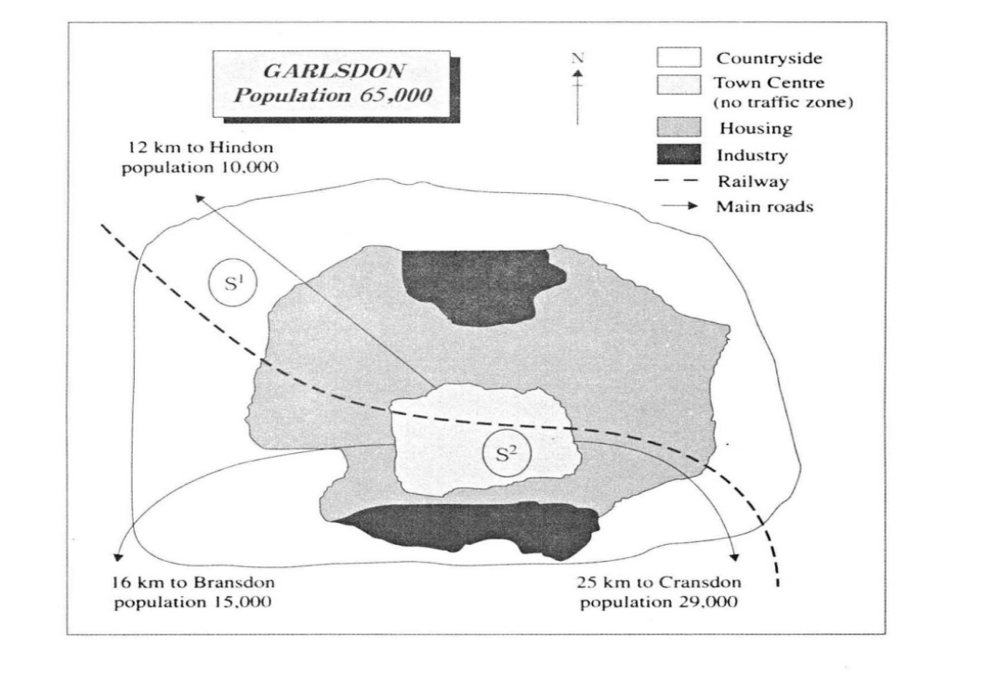 GARLSDON
Population 65,000
N
Countryside
Town Centre
(no traffic zone)
Housing
Industry
Railway
Main roads
12 km to Hindon
population 10,000
S¹
S²
16 km to Bransdon
population 15,000
25 km to Cransdon
population 29,000